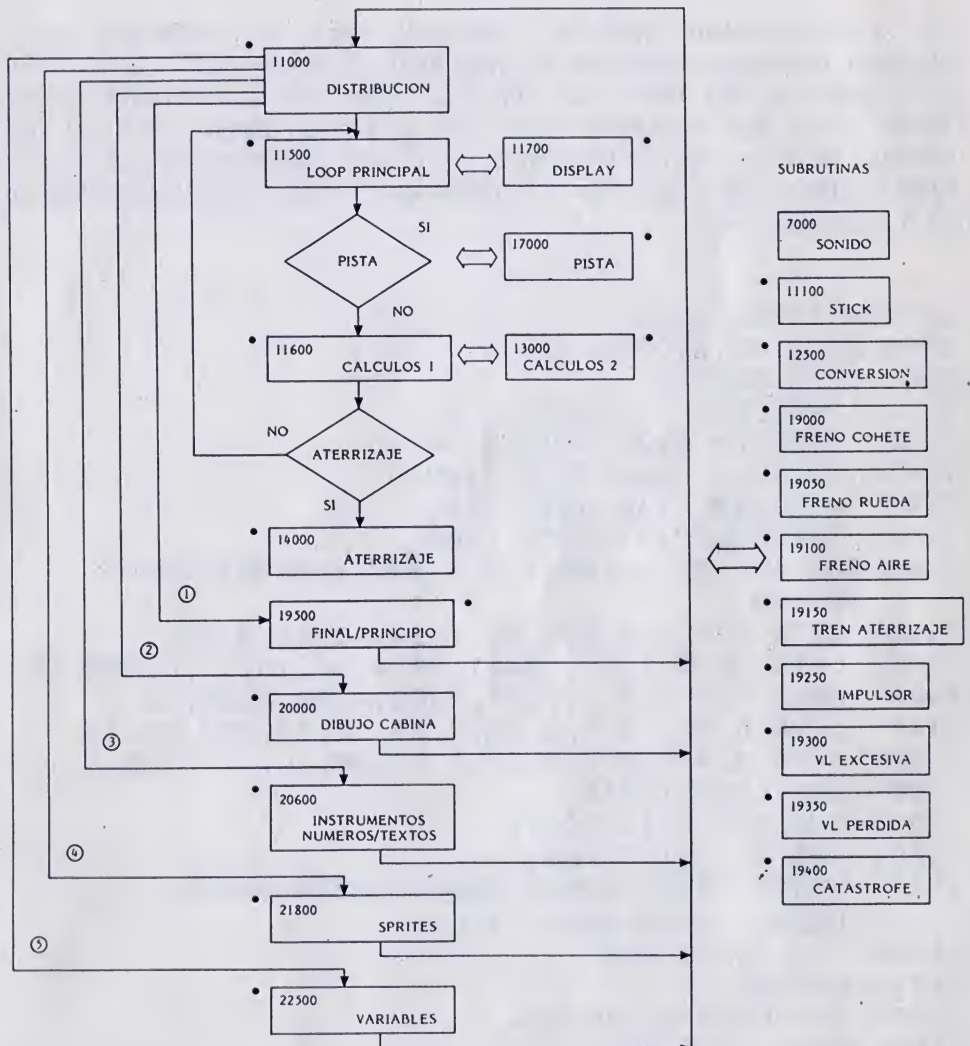 11000
DISTRIBUCION
11500
LOOP PRINCIPAL
11700
DISPLAY
SI
PISTA
17000
PISTA
NO
11600
CALCULOS 1
13000
CALCULOS 2
NO
ATERRIZAJE
SI
14000
ATERRIZAJE
①
19500
FINAL/PRINCIPIO
②
20000
DIBUJO CABINA
③
20600
INSTRUMENTOS
NUMEROS/TEXTOS
④
21800
SPRITES
⑤
22500
VARIABLES
SUBRUTINAS
7000
SONIDO
11100
STICK
12500
CONVERSION
19000
FRENO COHETE
19050
FRENO RUEDA
19100
FRENO AIRE
19150
TREN ATERRIZAJE
19250
IMPULSOR
19300
VL EXCESIVA
19350
VL PERDIDA
19400
CATASTROFE